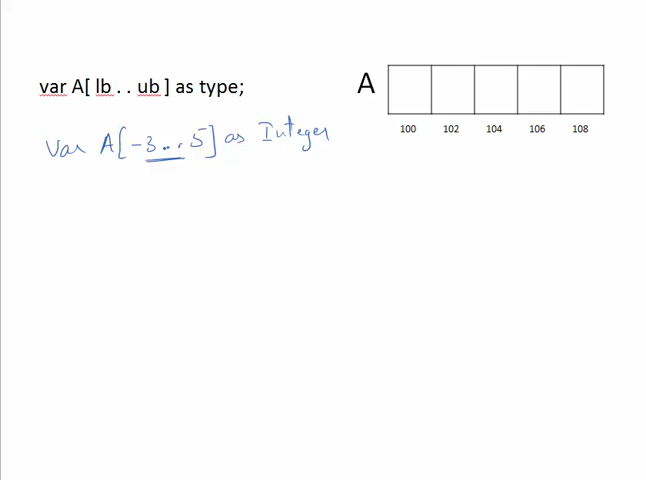 var A[ lb . . ub ] as type;
A
100 102 104 106 108
Var A[-3..5] as Integer